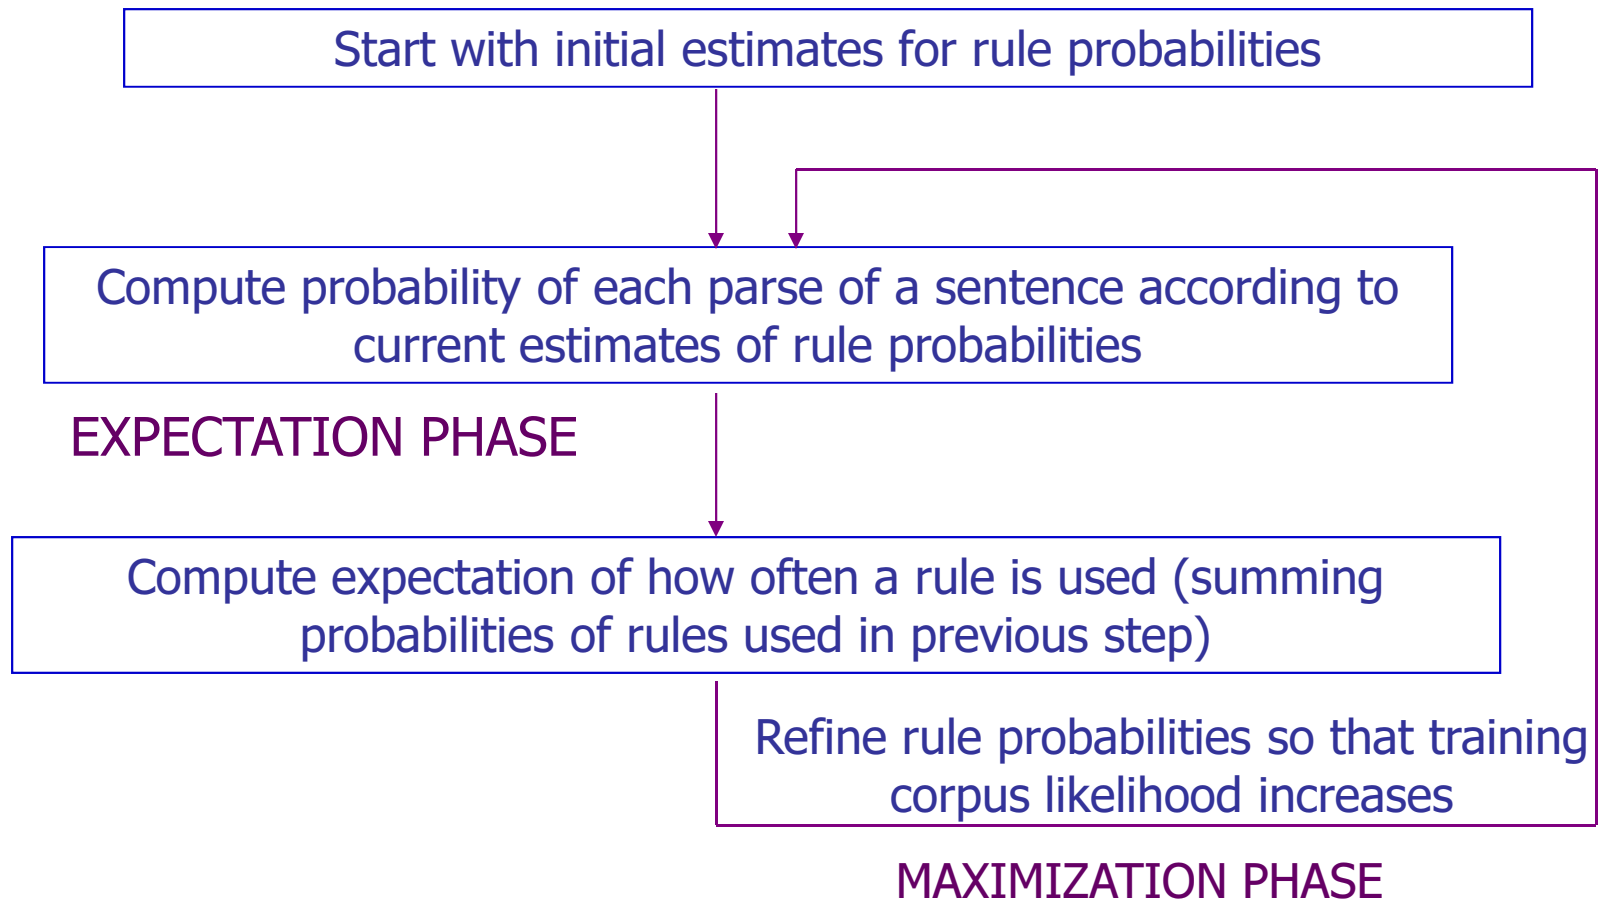 Start with initial estimates for rule probabilities
Compute probability of each parse of a sentence according to
current estimates of rule probabilities
EXPECTATION PHASE
Compute expectation of how often a rule is used (summing
probabilities of rules used in previous step)
Refine rule probabilities so that training
corpus likelihood increases
MAXIMIZATION PHASE